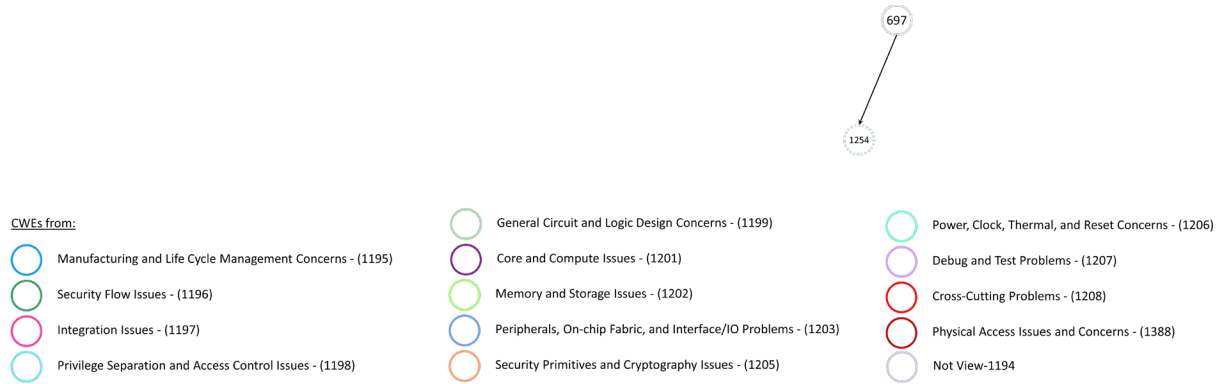 697
1254
CWEs from:
Manufacturing and Life Cycle Management Concerns - (1195)
Security Flow Issues - (1196)
Integration Issues - (1197)
Privilege Separation and Access Control Issues - (1198)
General Circuit and Logic Design Concerns - (1199)
Core and Compute Issues - (1201)
Memory and Storage Issues - (1202)
Peripherals, On-chip Fabric, and Interface/IO Problems - (1203)
Security Primitives and Cryptography Issues - (1205)
Power, Clock, Thermal, and Reset Concerns - (1206)
Debug and Test Problems - (1207)
Cross-Cutting Problems - (1208)
Physical Access Issues and Concerns - (1388)
Not View-1194